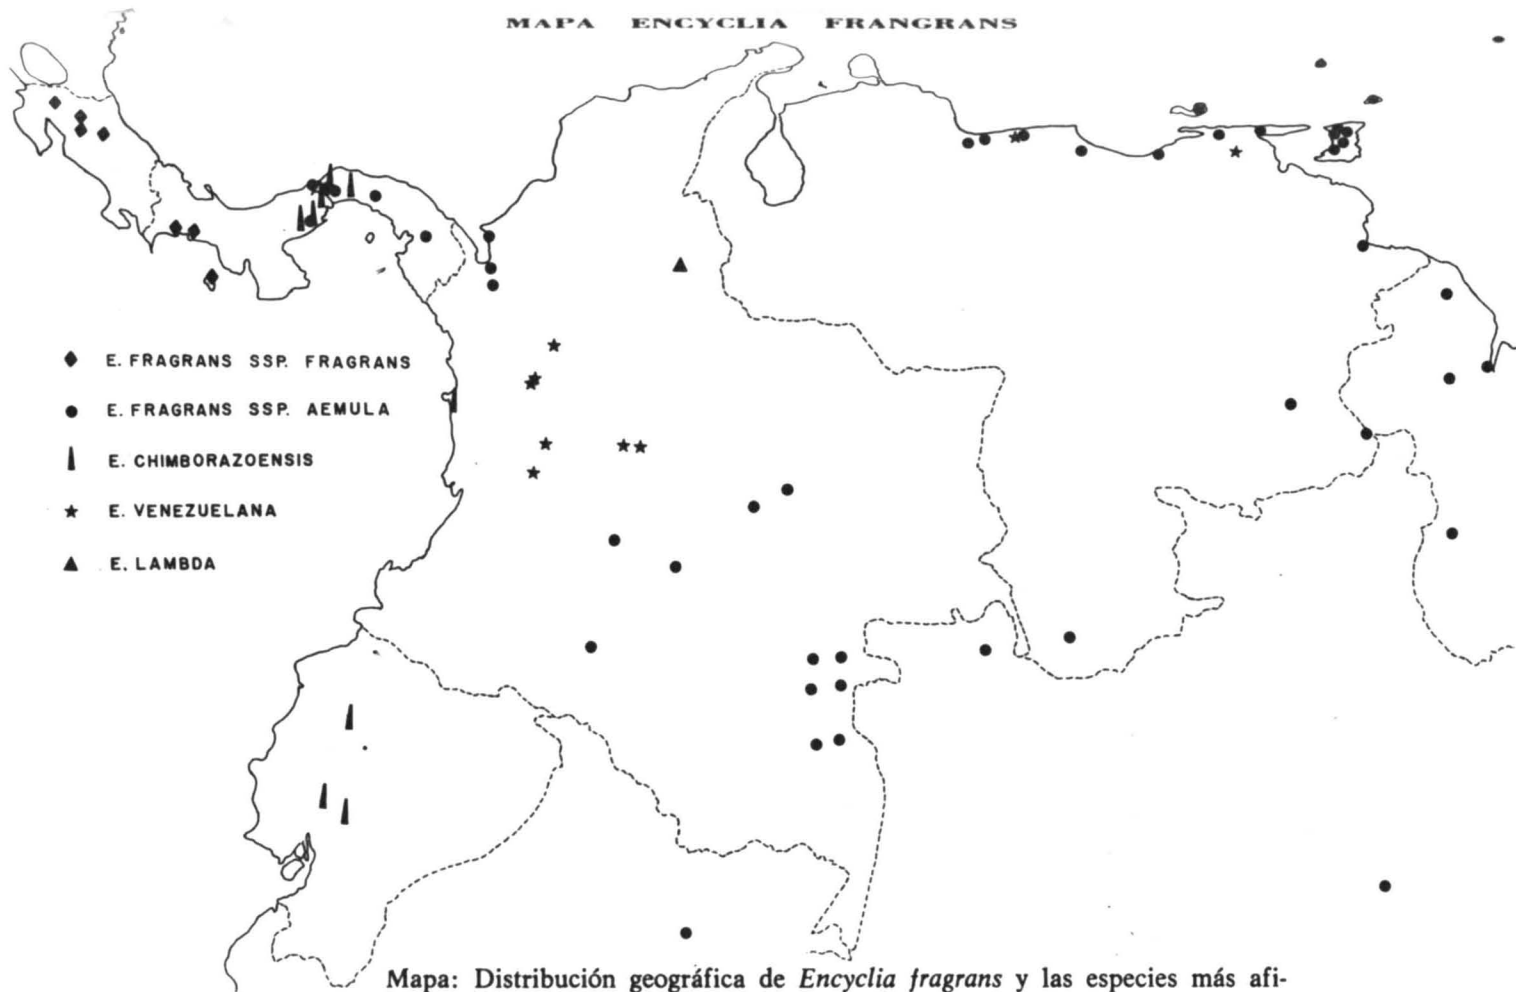 MAPA ENCYCLIA FRANGRANS
E. FRAGRANS SSP. FRAGRANS
E. FRAGRANS SSP. AEMULA
E. CHIMBORAZOENSIS
E. VENEZUELANA
E. LAMBDA
Mapa: Distribución geográfica de Encyclia fragrans y las especies más afi-